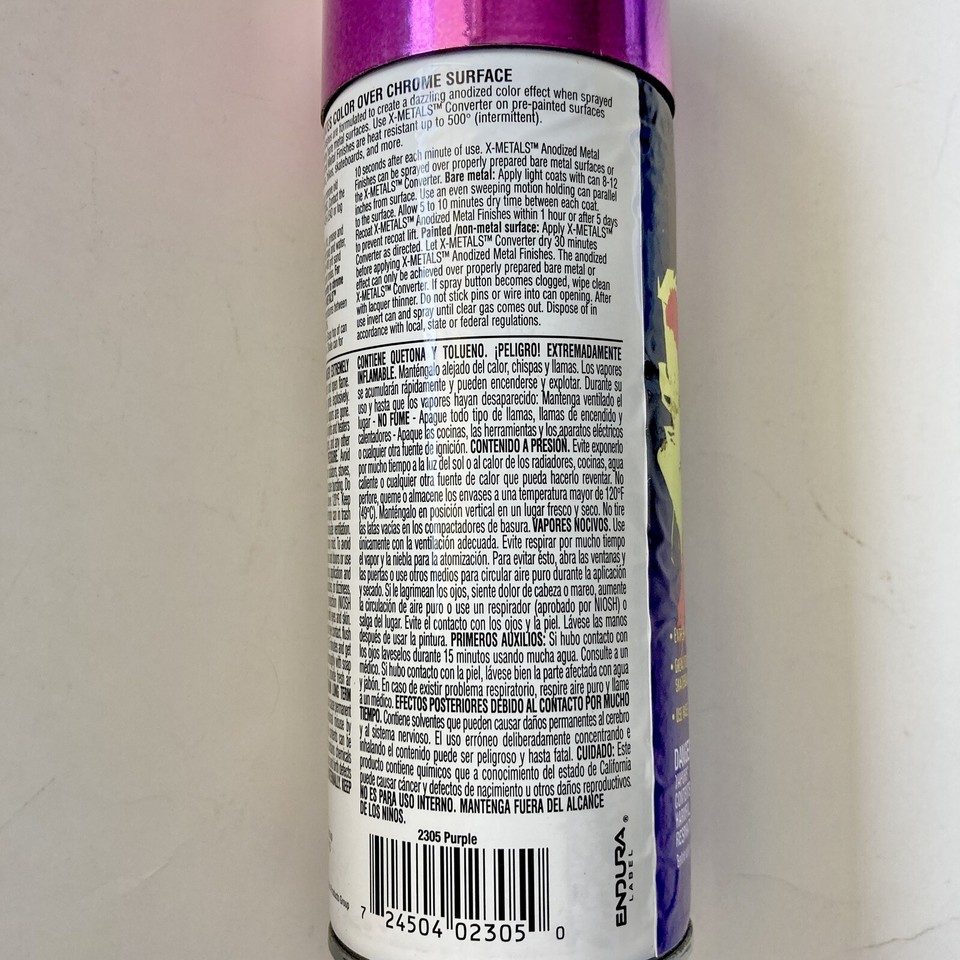 COLOR OVER CHROME SURFACE
are formulated to create a dazzling anodized color effect when sprayed
metal surfaces. Use X-METALS™ Converter on pre-painted surfaces
Metal Finishes are heat resistant up to 500° (intermittent).
skateboards, and more.
10 seconds after each minute of use. X-METALS™ Anodized Metal
Finishes can be sprayed over properly prepared bare metal surfaces or
the X-METALS™ Converter. Bare metal: Apply light coats with can 8-12
inches from surface. Use an even sweeping motion holding can parallel
to the surface. Allow 5 to 10 minutes dry time between each coat.
Recoat X-METALS™ Anodized Metal Finishes within 1 hour or after 5 days
to prevent recoat lift. Painted /non-metal surface: Apply X-METALS™
Converter as directed. Let X-METALS™ Converter dry 30 minutes
before applying X-METALS™ Anodized Metal Finishes. The anodized
effect can only be achieved over properly prepared bare metal or
X-METALS™ Converter. If spray button becomes clogged, wipe clean
with lacquer thinner. Do not stick pins or wire into can opening. After
use invert can and spray until clear gas comes out. Dispose of in
accordance with local, state or federal regulations.
CONTIENE QUETONA Y TOLUENO. ¡PELIGRO! EXTREMADAMENTE
INFLAMABLE. Manténgalo alejado del calor, chispas y llamas. Los vapores
se acumularán rápidamente y pueden encenderse y explotar. Durante su
uso y hasta que los vapores hayan desaparecido: Mantenga ventilado el
lugar - NO FUME - Apague todo tipo de llamas, llamas de encendido y
calentadores - Apaque las cocinas, las herramientas y los aparatos eléctricos
o cualquier otra fuente de ignición. CONTENIDO A PRESIÓN. Evite exponerlo
por mucho tiempo a la luz del sol o al calor de los radiadores, cocinas, agua
caliente o cualquier otra fuente de calor que pueda hacerlo reventar. No
perfore, queme o almacene los envases a una temperatura mayor de 120°F
(49°C). Manténgalo en posición vertical en un lugar fresco y seco. No tire
las latas vacías en los compactadores de basura. VAPORES NOCIVOS. Use
únicamente con la ventilación adecuada. Evite respirar por mucho tiempo
el vapor y la niebla para la atomización. Para evitar ésto, abra las ventanas y
las puertas o use otros medios para circular aire puro durante la aplicación
y secado. Si le lagrimean los ojos, siente dolor de cabeza o mareo, aumente
la circulación de aire puro o use un respirador (aprobado por NIOSH) o
salga del lugar. Evite el contacto con los ojos y la piel. Lávese las manos
después de usar la pintura. PRIMEROS AUXILIOS: Si hubo contacto con
los ojos laveselos durante 15 minutos usando mucha agua. Consulte a un
médico. Si hubo contacto con la piel, lávese bien la parte afectada con agua
y jabón. En caso de existir problema respiratorio, respire aire puro y llame
a un médico. EFECTOS POSTERIORES DEBIDO AL CONTACTO POR MUCHO
TIEMPO. Contiene solventes que pueden causar daños permanentes al cerebro
y al sistema nervioso. El uso erróneo deliberadamente concentrando e
inhalando el contenido puede ser peligroso y hasta fatal. CUIDADO: Este
producto contiene químicos que a conocimiento del estado de California
puede causar cáncer y defectos de nacimiento u otros daños reproductivos.
NO ES PARA USO INTERNO. MANTENGA FUERA DEL ALCANCE
DE LOS NIÑOS.
2305 Purple
7 24504 02305 0
ENDURA®
LABEL